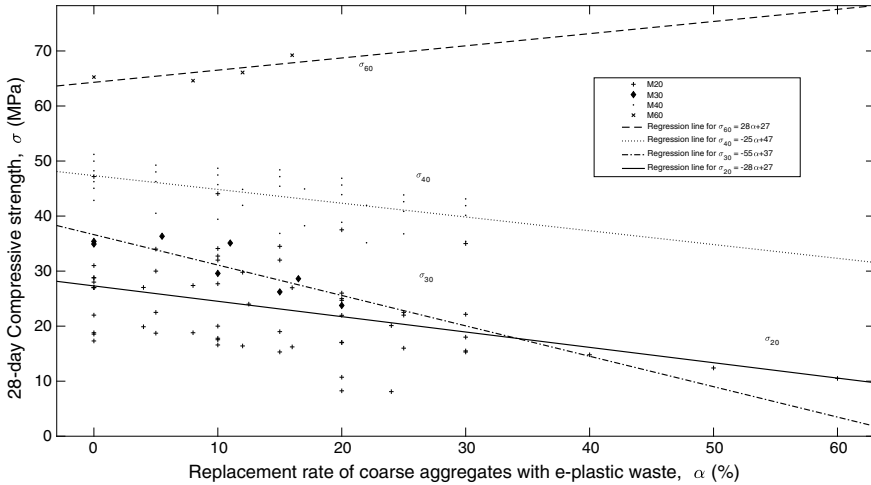 70
60
50
40
30
20
10
0
28-day Compressive strength, σ (MPa)
σ60
σ40
σ30
σ20
M20
M30
M40
M60
Regression line for σ60 = 28α+27
Regression line for σ40 = -25α+47
Regression line for σ30 = -55α+37
Regression line for σ20 = -28α+27
0 10 20 30 40 50 60
Replacement rate of coarse aggregates with e-plastic waste, α (%)